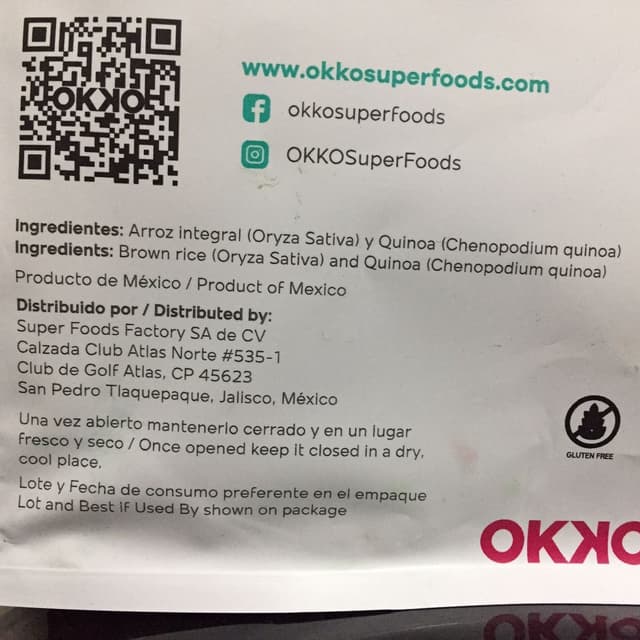 OKKO
www.okkosuperfoods.com
okkosuperfoods
OKKOSuperFoods
Ingredientes: Arroz integral (Oryza Sativa) y Quinoa (Chenopodium quinoa)
Ingredients: Brown rice (Oryza Sativa) and Quinoa (Chenopodium quinoa)
Producto de México / Product of Mexico
Distribuido por / Distributed by:
Super Foods Factory SA de CV
Calzada Club Atlas Norte #535-1
Club de Golf Atlas, CP 45623
San Pedro Tlaquepaque, Jalisco, México
Una vez abierto mantenerlo cerrado y en un lugar
fresco y seco / Once opened keep it closed in a dry,
cool place,
Lote y Fecha de consumo preferente en el empaque
Lot and Best if Used By shown on package
GLUTEN FREE
OKKO